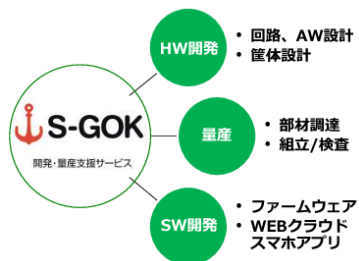 HW開発
• 回路、AW設計
• 筐体設計
S-GOK
開発・量産支援サービス
量産
• 部材調達
• 組立/検査
SW開発
• ファームウェア
• WEBクラウド
スマホアプリ